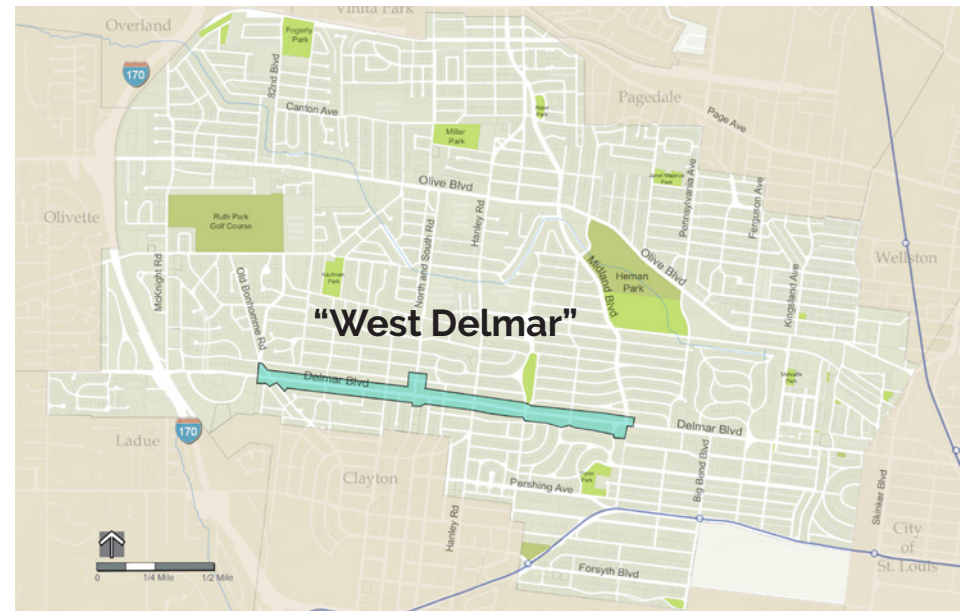 Vinita Park
Overland
Fogerty
Park
170
82nd Blvd
Canton Ave
Pagedale
Page Ave
Miller
Park
Olive Blvd
Pennsylvania Ave
Ferguson Ave
Olivette
Ruth Park
Golf Course
McKnight Rd
Old Bonhomme Rd
Kaufman
Park
North and South Rd
Hanley Rd
Midland Blvd
Olive Blvd
Heman
Park
Kingsland Ave
Wellston
“West Delmar”
Metcalfe
Park
Delmar Blvd
Delmar Blvd
Ladue
170
Clayton
Pershing Ave
Park
Big Bend Blvd
Skinker Blvd
Hanley Rd
City
of
St. Louis
Forsyth Blvd
0 1/4 Mile 1/2 Mile